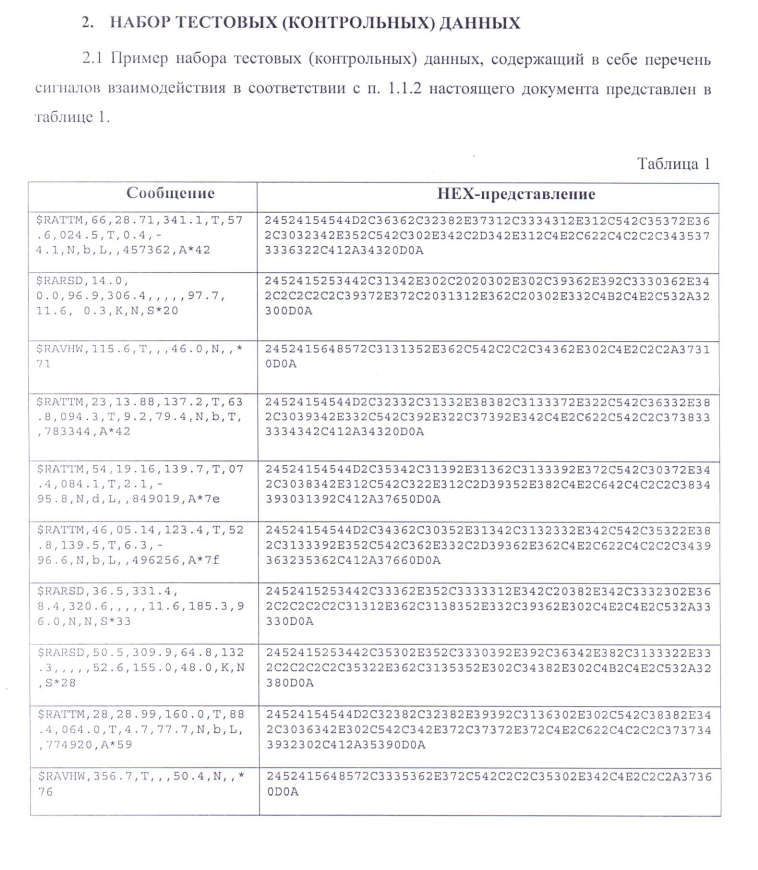 2. НАБОР ТЕСТОВЫХ (КОНТРОЛЬНЫХ) ДАННЫХ
2.1 Пример набора тестовых (контрольных) данных, содержащий в себе перечень
сигналов взаимодействия в соответствии с п. 1.1.2 настоящего документа представлен в
таблице 1.
Таблица 1
Сообщение HEX-представление
$RATTM,66,28.71,341.1,T,57
.6,024.5,T,0.4,-
4.1,N,b,L,,457362,A*42
24524154544D2C36362C32382E37312C3334312E312C542C35372E36
2C3032342E352C542C302E342C2D342E312C4E2C622C4C2C2C343537
3336322C412A34320D0A
$RARSD,14.0,
0.0,96.9,306.4,,,,,97.7,
11.6, 0.3,K,N,S*20
2452415253442C31342E302C2020302E302C39362E392C3330362E34
2C2C2C2C2C39372E372C2031312E362C20302E332C4B2C4E2C532A32
300D0A
$RAVHW,115.6,T,,,46.0,N,,*
71
2452415648572C3131352E362C542C2C2C34362E302C4E2C2C2A3731
0D0A
$RATTM,23,13.88,137.2,T,63
.8,094.3,T,9.2,79.4,N,b,T,
,783344,A*42
24524154544D2C32332C31332E38382C3133372E322C542C36332E38
2C3039342E332C542C392E322C37392E342C4E2C622C542C2C373833
3334342C412A34320D0A
$RATTM,54,19.16,139.7,T,07
.4,084.1,T,2.1,-
95.8,N,d,L,,849019,A*7e
24524154544D2C35342C31392E31362C3133392E372C542C30372E34
2C3038342E312C542C322E312C2D39352E382C4E2C642C4C2C2C3834
393031392C412A37650D0A
$RATTM,46,05.14,123.4,T,52
.8,139.5,T,6.3,-
96.6,N,b,L,,496256,A*7f
24524154544D2C34362C30352E31342C3132332E342C542C35322E38
2C3133392E352C542C362E332C2D39362E362C4E2C622C4C2C2C3439
363235362C412A37660D0A
$RARSD,36.5,331.4,
8.4,320.6,,,,,11.6,185.3,9
6.0,N,N,S*33
2452415253442C33362E352C3333312E342C20382E342C3332302E36
2C2C2C2C2C31312E362C3138352E332C39362E302C4E2C4E2C532A33
330D0A
$RARSD,50.5,309.9,64.8,132
.3,,,,,52.6,155.0,48.0,K,N
,S*28
2452415253442C35302E352C3330392E392C36342E382C3133322E33
2C2C2C2C2C35322E362C3135352E302C34382E302C4B2C4E2C532A32
380D0A
$RATTM,28,28.99,160.0,T,88
.4,064.0,T,4.7,77.7,N,b,L,
,774920,A*59
24524154544D2C32382C32382E39392C3136302E302C542C38382E34
2C3036342E302C542C342E372C37372E372C4E2C622C4C2C2C373734
3932302C412A35390D0A
$RAVHW,356.7,T,,,50.4,N,,*
76
2452415648572C3335362E372C542C2C2C35302E342C4E2C2C2A3736
0D0A